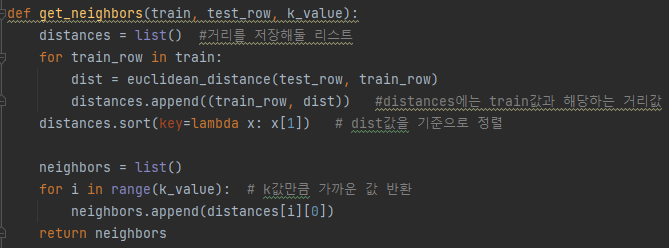 def get_neighbors(train, test_row, k_value):
    distances = list()  #거리를 저장해둘 리스트
    for train_row in train:
        dist = euclidean_distance(test_row, train_row)
        distances.append((train_row, dist))   #distances에는 train값과 해당하는 거리값
    distances.sort(key=lambda x: x[1])   # dist값을 기준으로 정렬
    neighbors = list()
    for i in range(k_value):  # k값만큼 가까운 값 반환
        neighbors.append(distances[i][0])
    return neighbors